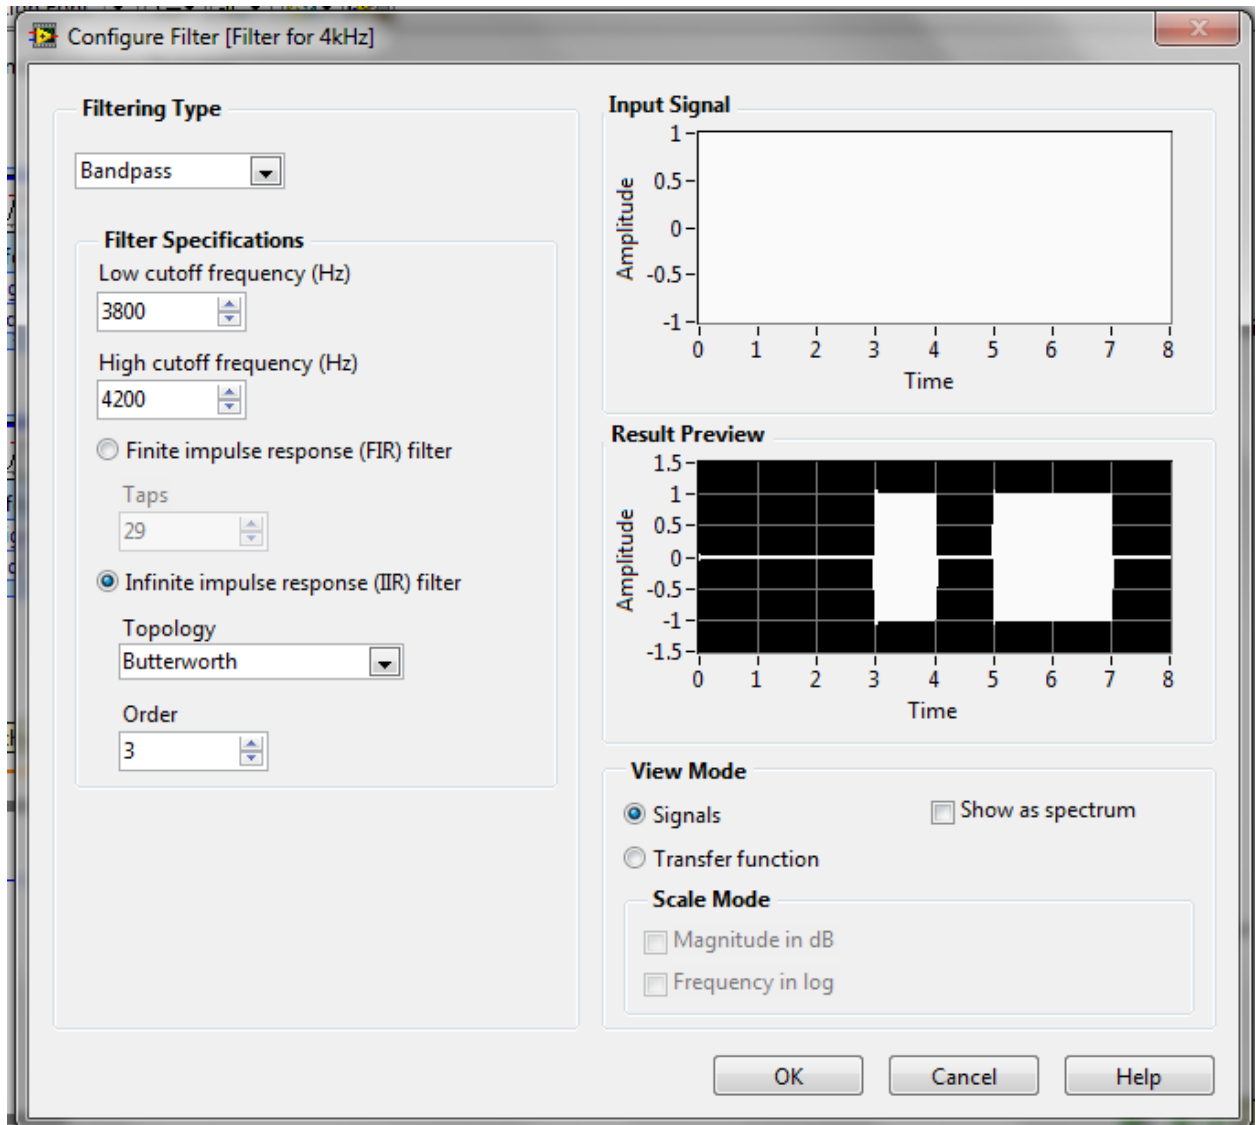 Configure Filter [Filter for 4kHz]
Filtering Type
Bandpass
Filter Specifications
Low cutoff frequency (Hz)
3800
High cutoff frequency (Hz)
4200
Finite impulse response (FIR) filter
Taps
29
Infinite impulse response (IIR) filter
Topology
Butterworth
Order
3
Input Signal
1
0.5
0
-0.5
-1
Amplitude
0 1 2 3 4 5 6 7 8
Time
Result Preview
1.5
1
0.5
0
-0.5
-1
-1.5
Amplitude
0 1 2 3 4 5 6 7 8
Time
View Mode
Signals
Show as spectrum
Transfer function
Scale Mode
Magnitude in dB
Frequency in log
OK Cancel Help